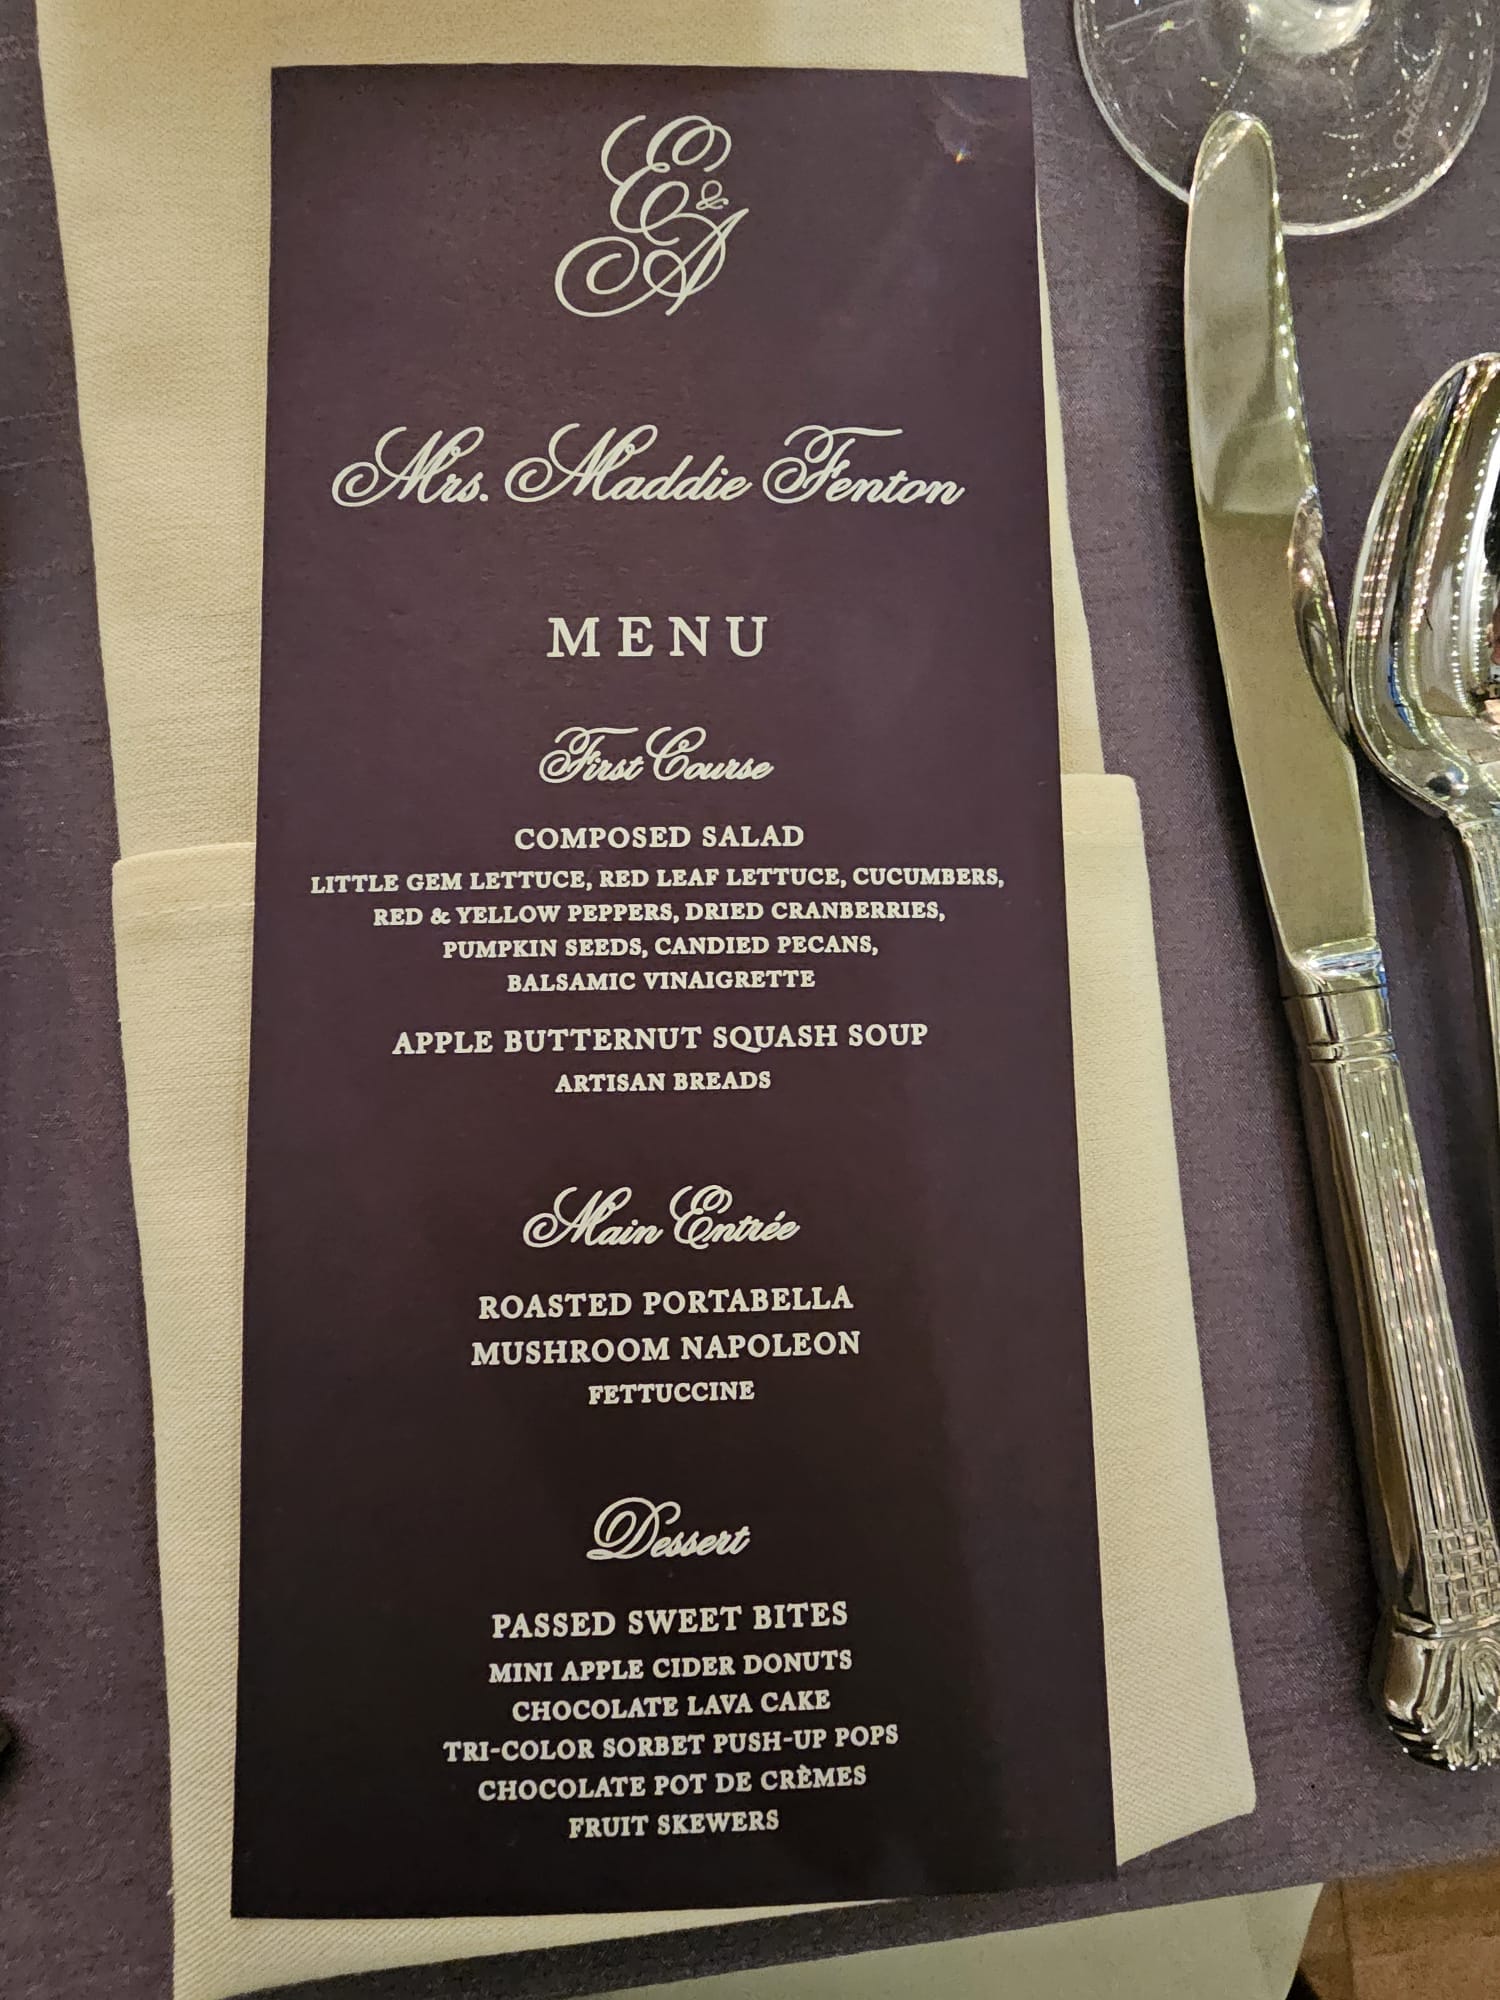 E
&
A
Mrs. Maddie Fenton
MENU
First Course
COMPOSED SALAD
LITTLE GEM LETTUCE, RED LEAF LETTUCE, CUCUMBERS,
RED & YELLOW PEPPERS, DRIED CRANBERRIES,
PUMPKIN SEEDS, CANDIED PECANS,
BALSAMIC VINAIGRETTE
APPLE BUTTERNUT SQUASH SOUP
ARTISAN BREADS
Main Entrée
ROASTED PORTABELLA
MUSHROOM NAPOLEON
FETTUCCINE
Dessert
PASSED SWEET BITES
MINI APPLE CIDER DONUTS
CHOCOLATE LAVA CAKE
TRI-COLOR SORBET PUSH-UP POPS
CHOCOLATE POT DE CRÈMES
FRUIT SKEWERS